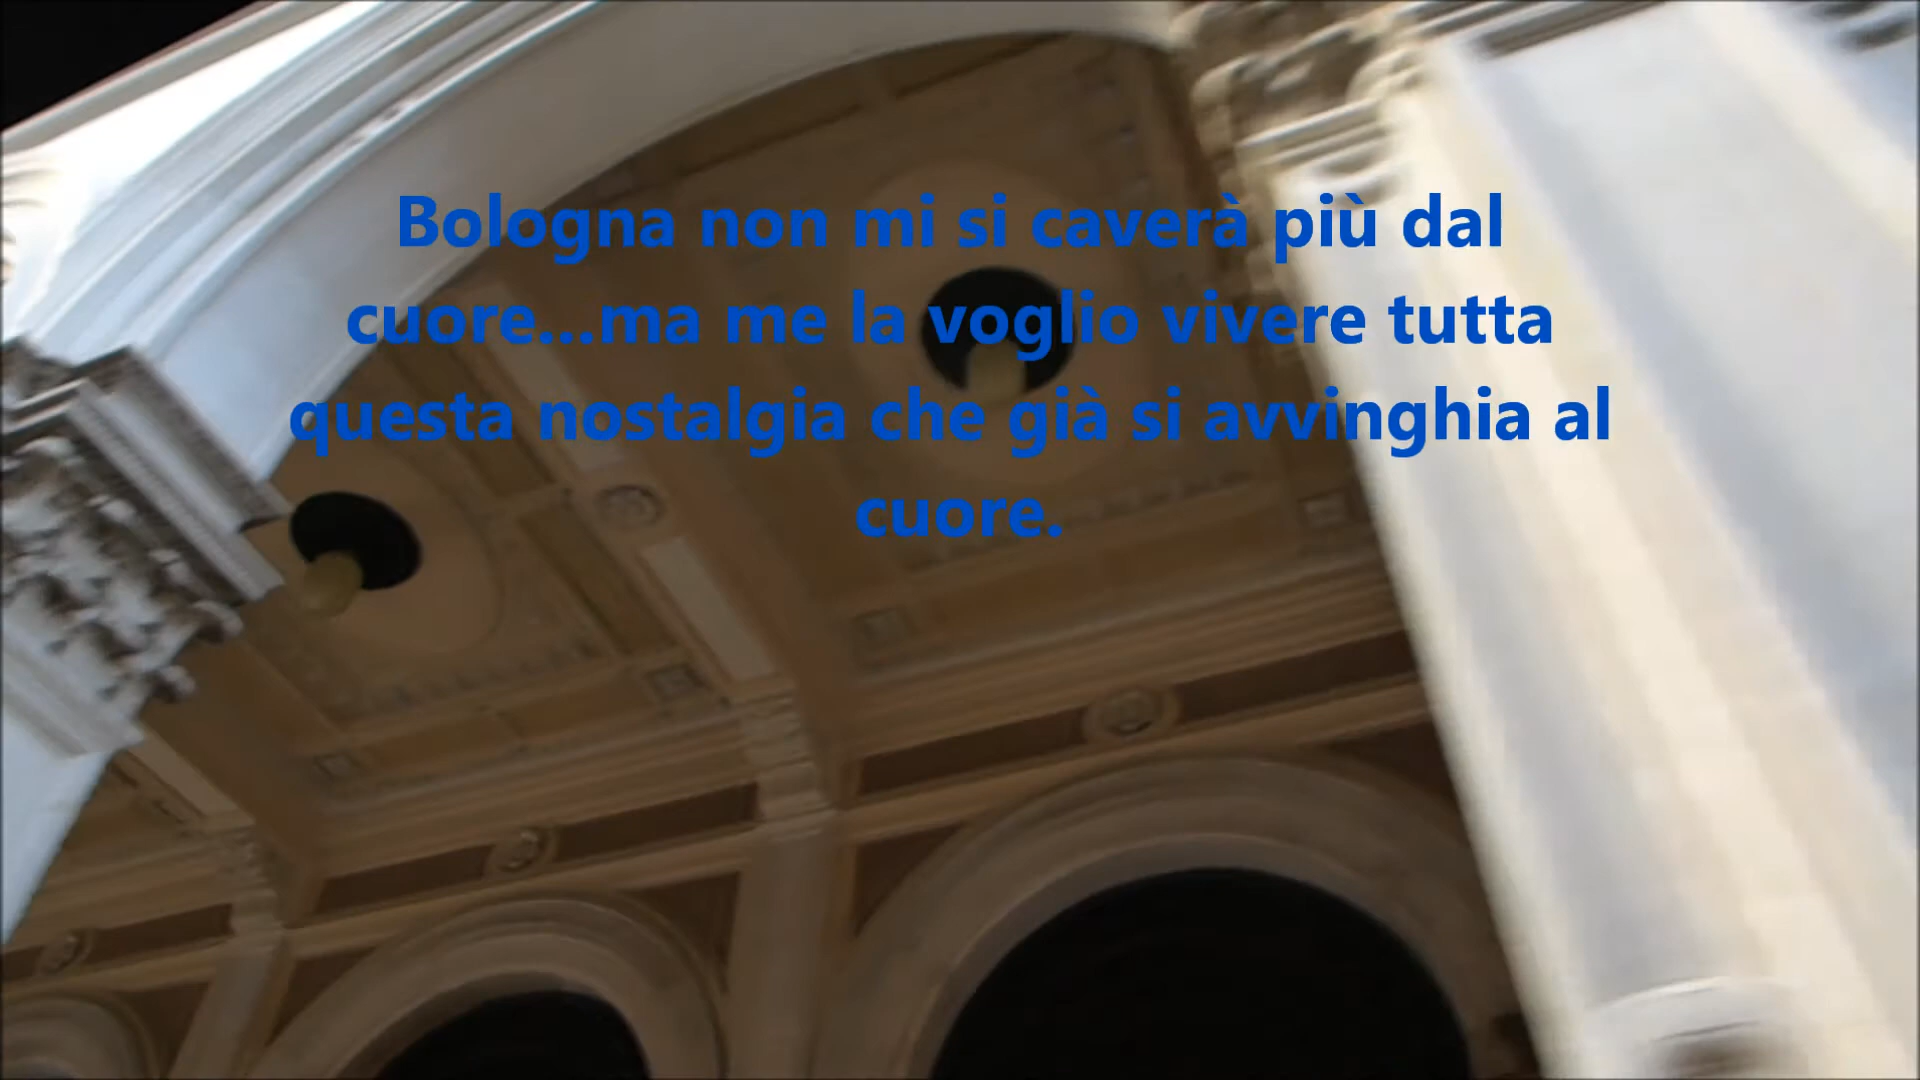 Bologna non mi si caverà più dal
cuore...ma me la voglio vivere tutta
questa nostalgia che già si avvinghia al
cuore.